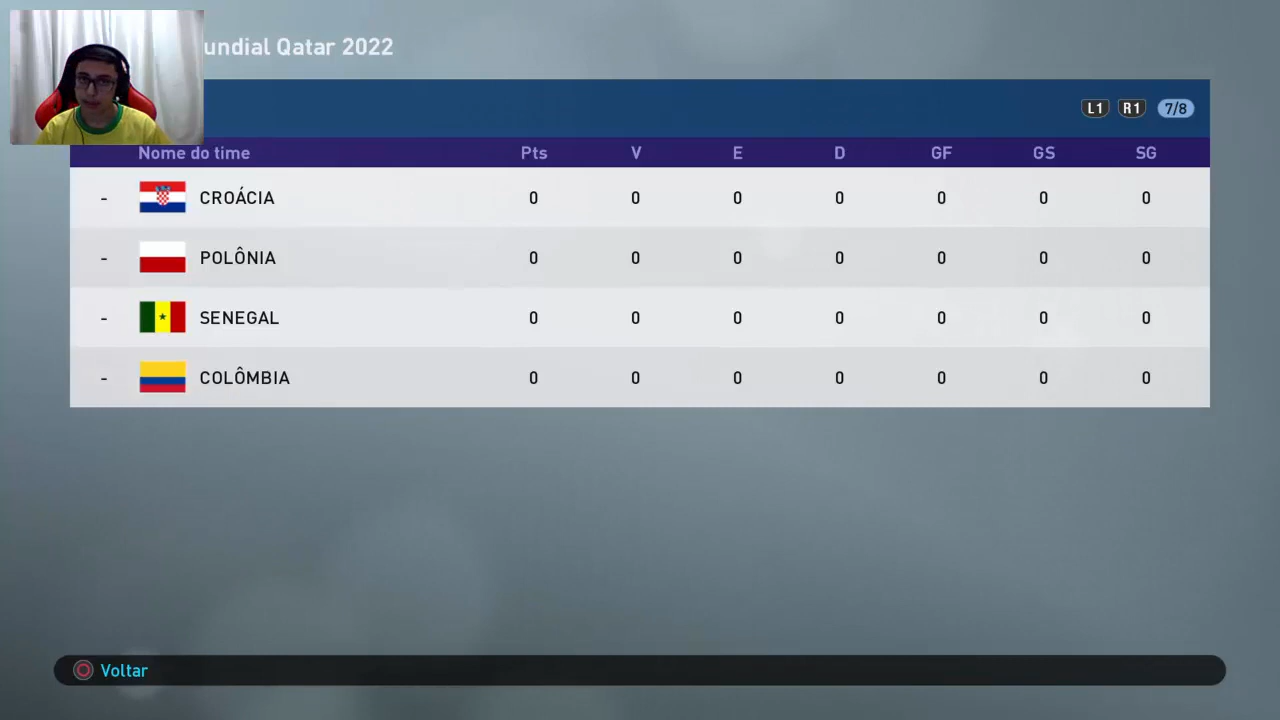 undial Qatar 2022
L1 R1 7/8
Nome do time Pts V E D GF GS SG
- CROÁCIA 0 0 0 0 0 0 0
- POLÔNIA 0 0 0 0 0 0 0
- SENEGAL 0 0 0 0 0 0 0
- COLÔMBIA 0 0 0 0 0 0 0
Voltar